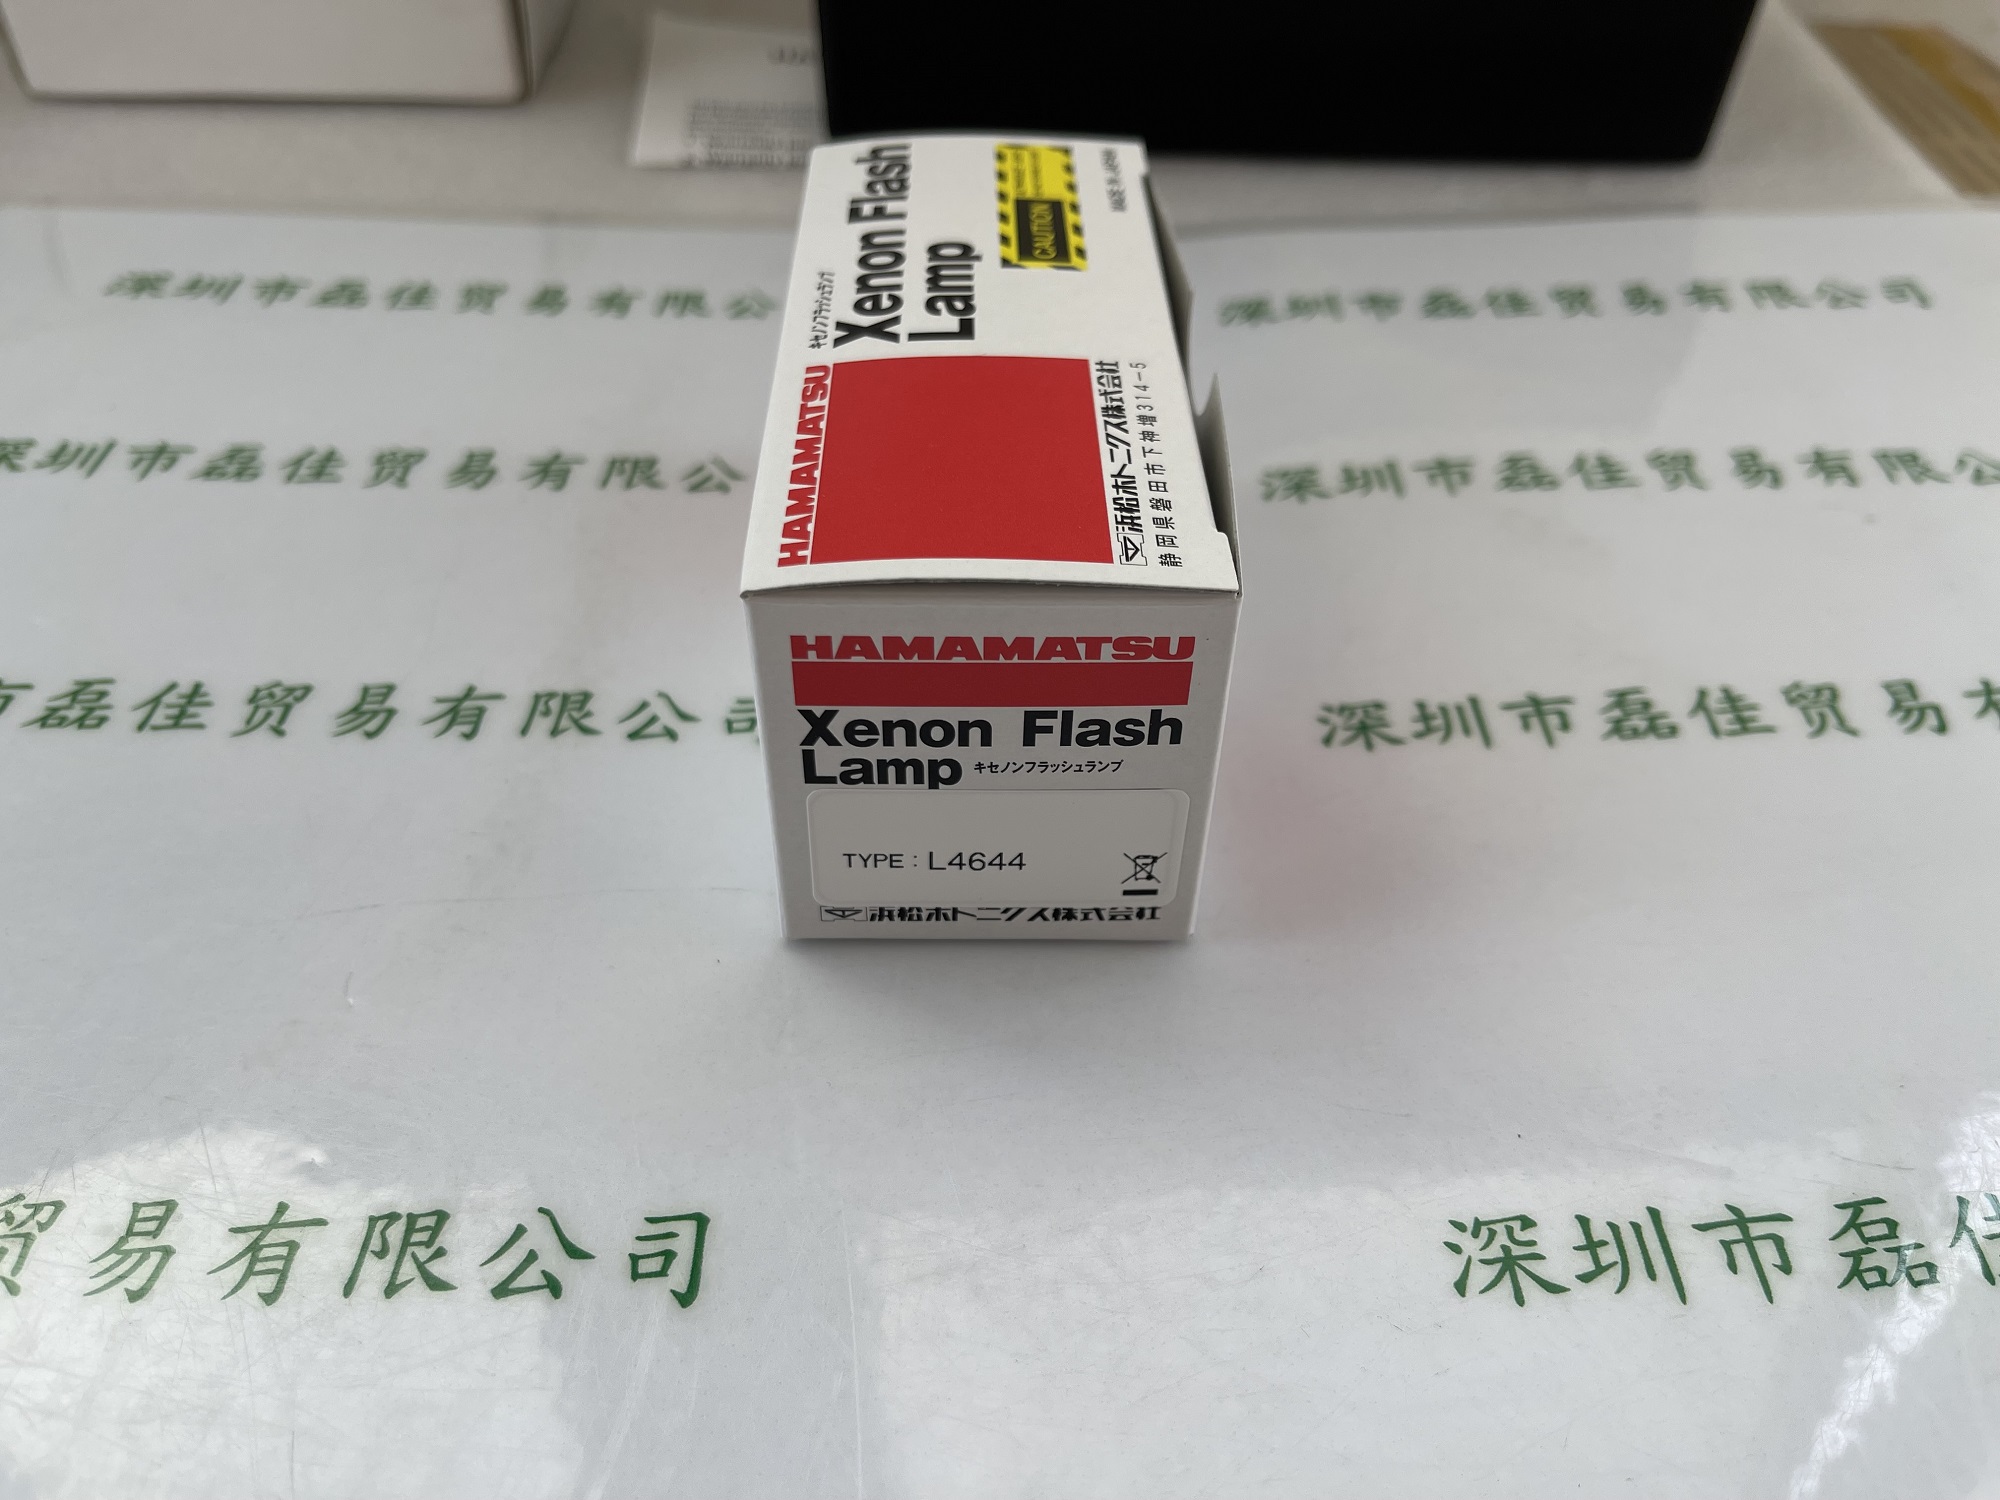 深圳市磊佳贸易有限公
深圳市磊佳贸易有限公司
深圳市磊佳贸易有限公
深圳市磊佳贸易有限公
市磊佳贸易有限公司
深圳市磊佳贸易有
贸易有限公司
深圳市磊佳
キセノンフラッシュランプ
Xenon Flash
Lamp
CAUTION
MADE IN JAPAN
HAMAMATSU
浜松ホトニクス株式会社
静岡県磐田市下神増314-5
HAMAMATSU
Xenon Flash
Lamp キセノンフラッシュランプ
TYPE : L4644
浜松ホトニクス株式会社